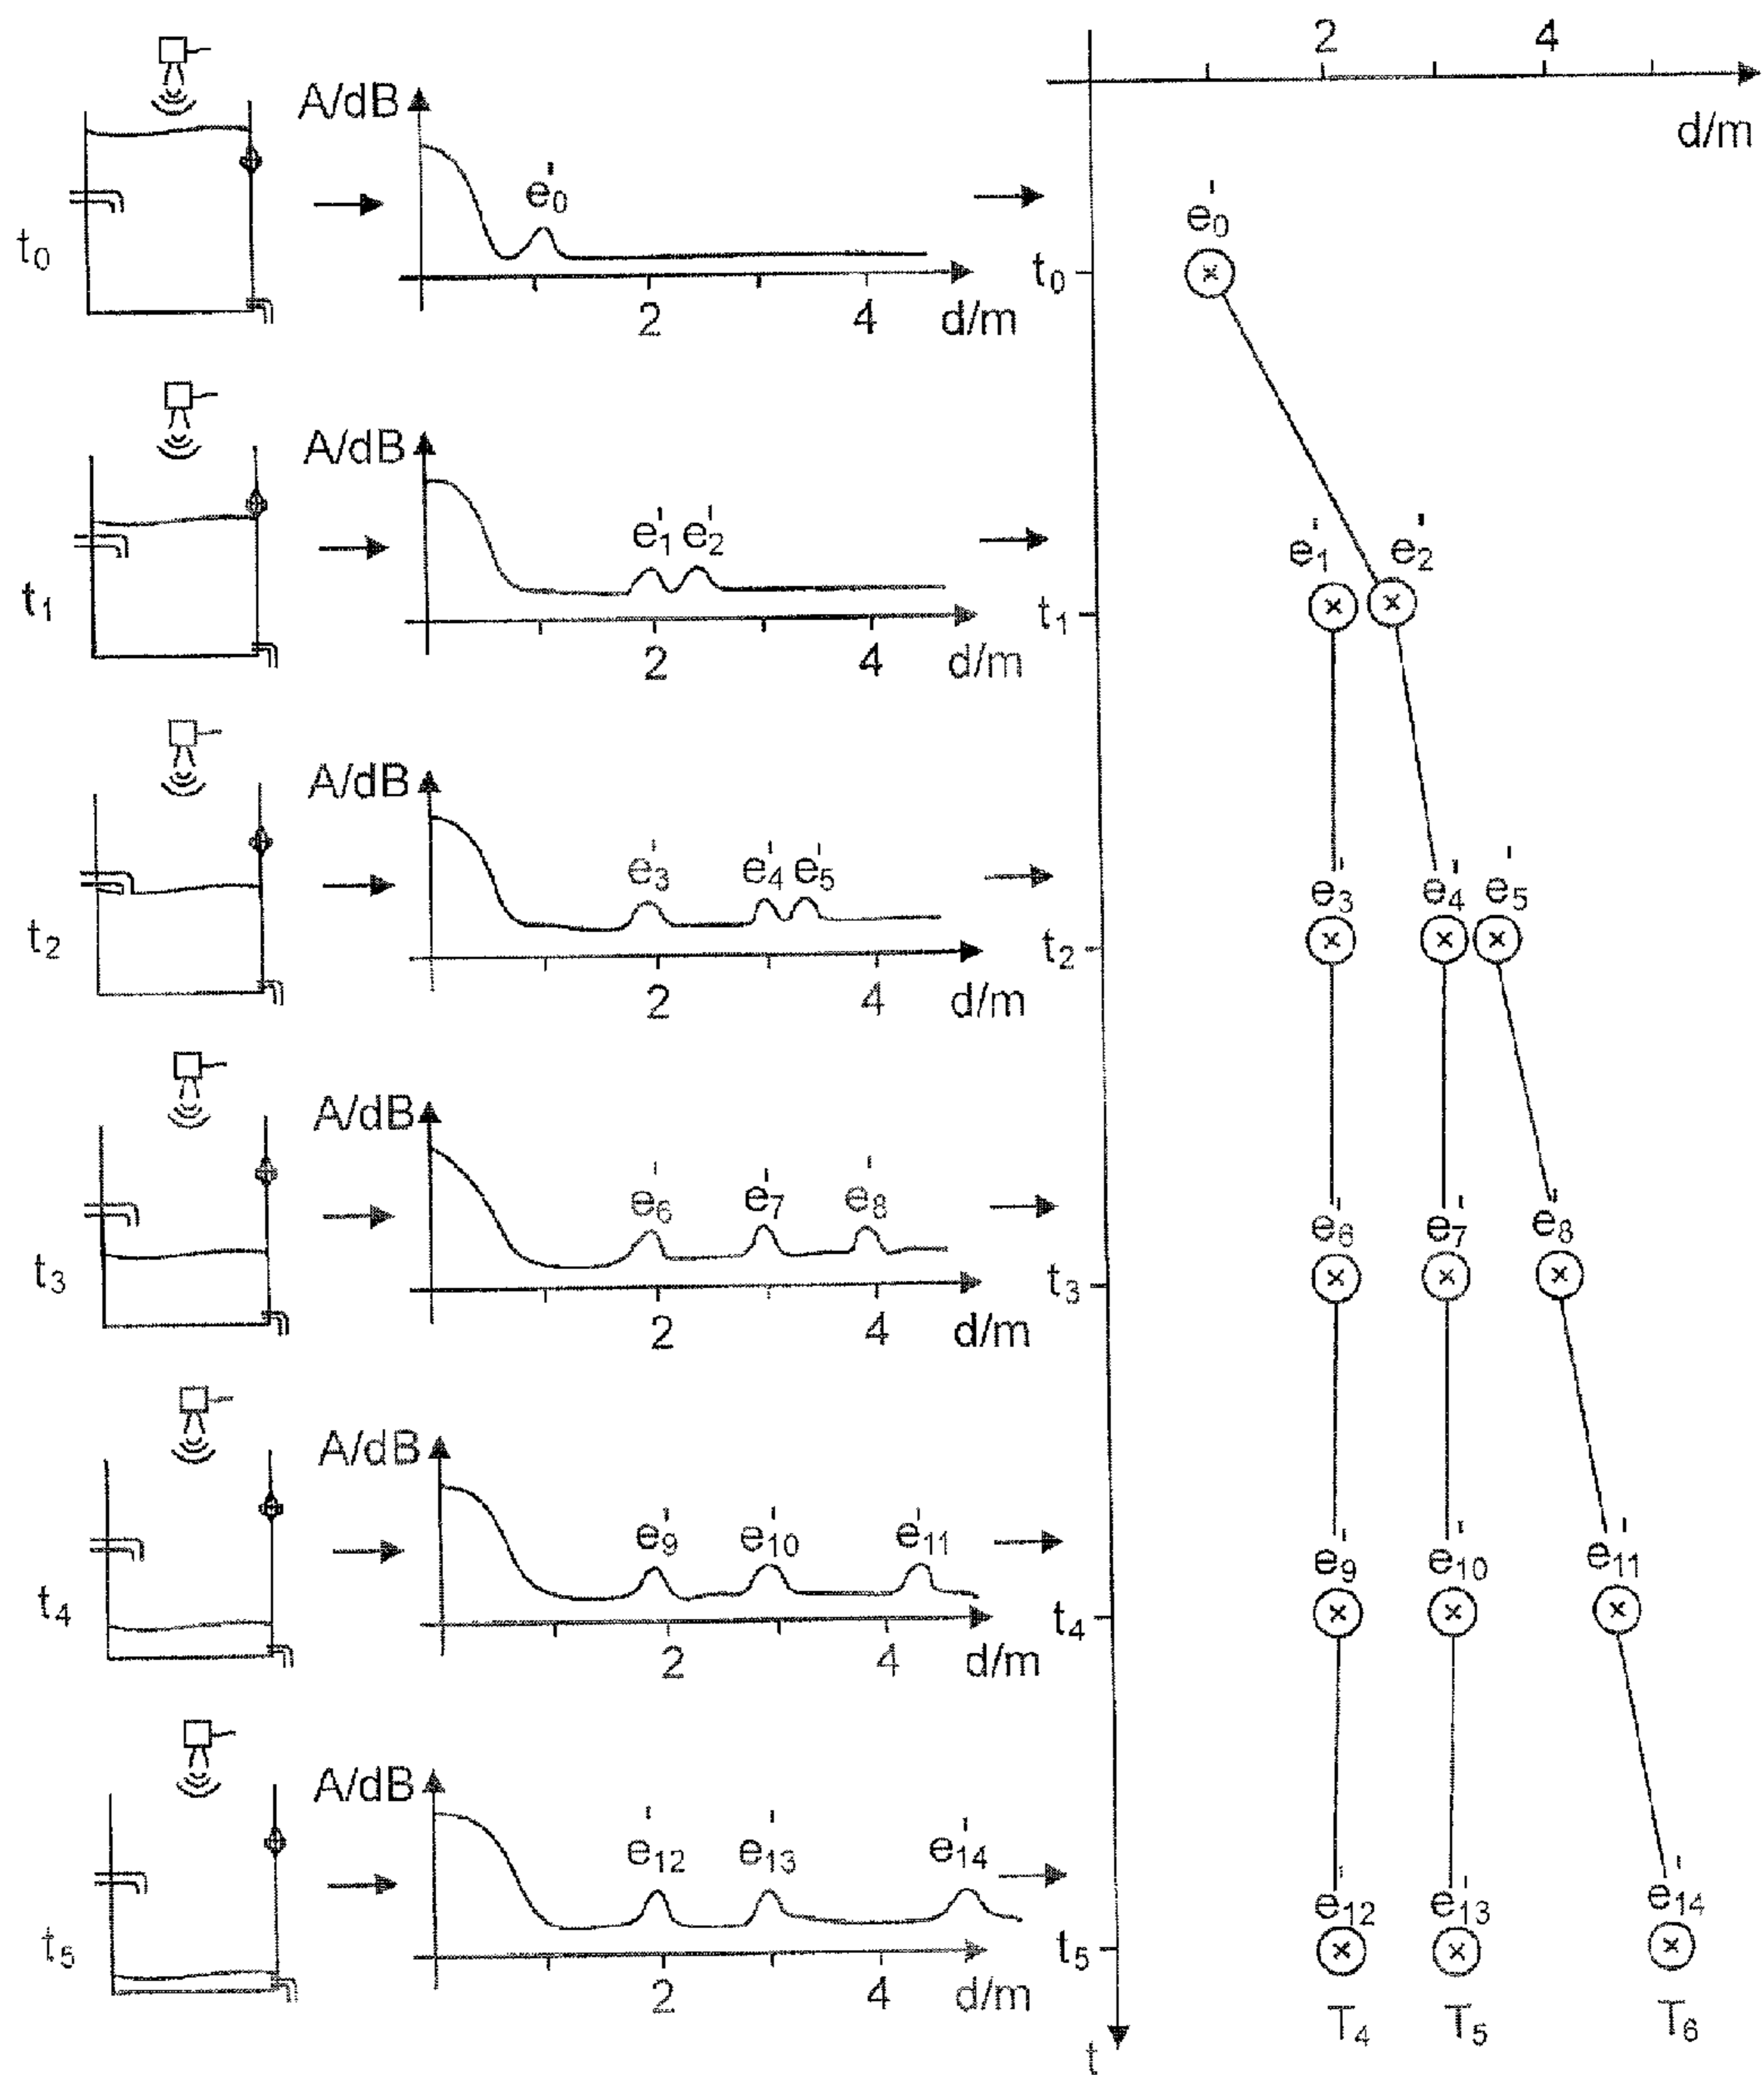 2 4
d/m
A/dB
e'0
t0
2 4 d/m
e'0
t0
A/dB
e'1 e'2
t1
2 4 d/m
e'1 e'2
t1
A/dB
e'3 e'4 e'5
t2
2 4 d/m
e'3 e'4 e'5
t2
A/dB
e'6 e'7 e'8
t3
2 4 d/m
e'6 e'7 e'8
t3
A/dB
e'9 e'10 e'11
t4
2 4 d/m
e'9 e'10 e'11
t4
A/dB
e'12 e'13 e'14
t5
2 4 d/m
e'12 e'13 e'14
t5
T4 T5 T6
t